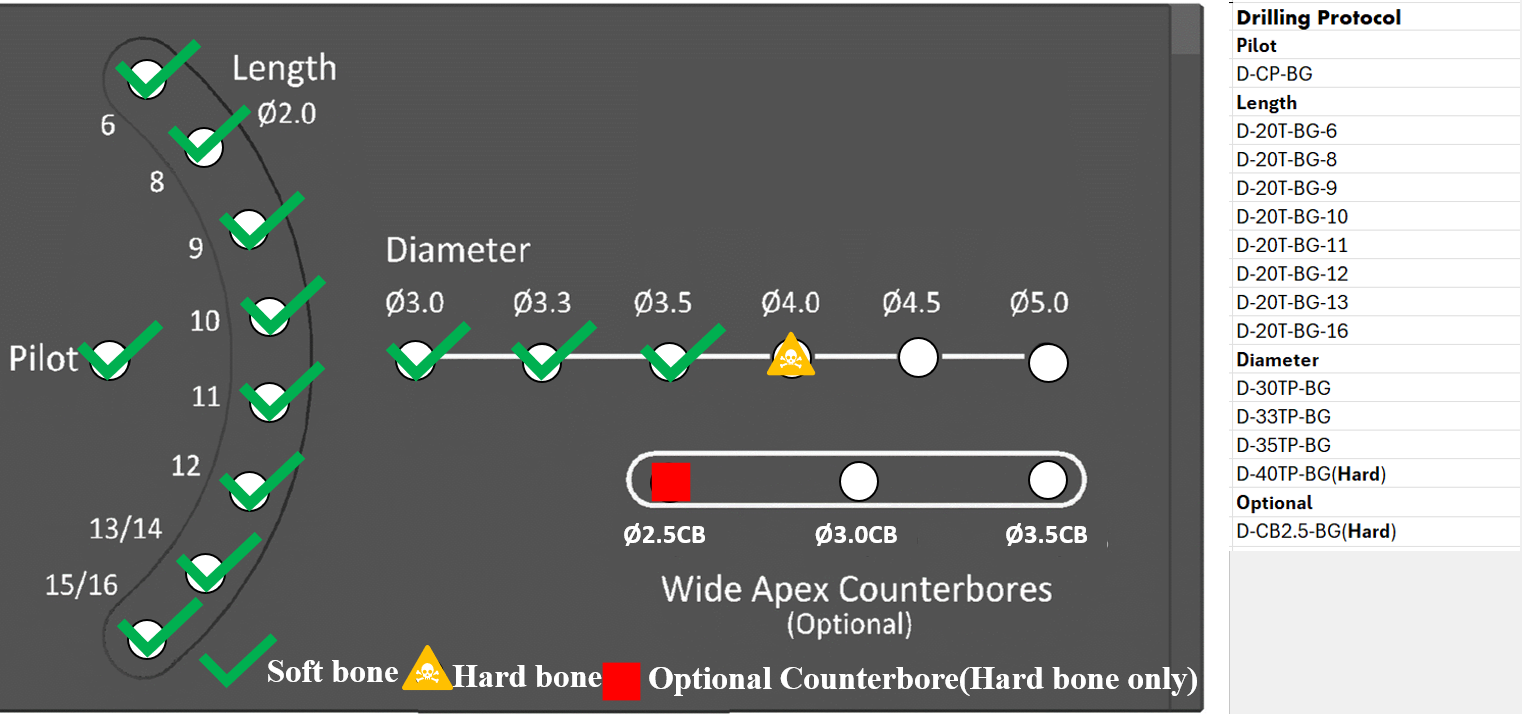 Length
Ø2.0
6
8
9
10
11
12
13/14
15/16
Pilot
Diameter
Ø3.0 Ø3.3 Ø3.5 Ø4.0 Ø4.5 Ø5.0
Ø2.5CB Ø3.0CB Ø3.5CB
Wide Apex Counterbores
(Optional)
Soft bone Hard bone Optional Counterbore(Hard bone only)
Drilling Protocol
Pilot
D-CP-BG
Length
D-20T-BG-6
D-20T-BG-8
D-20T-BG-9
D-20T-BG-10
D-20T-BG-11
D-20T-BG-12
D-20T-BG-13
D-20T-BG-16
Diameter
D-30TP-BG
D-33TP-BG
D-35TP-BG
D-40TP-BG(Hard)
Optional
D-CB2.5-BG(Hard)